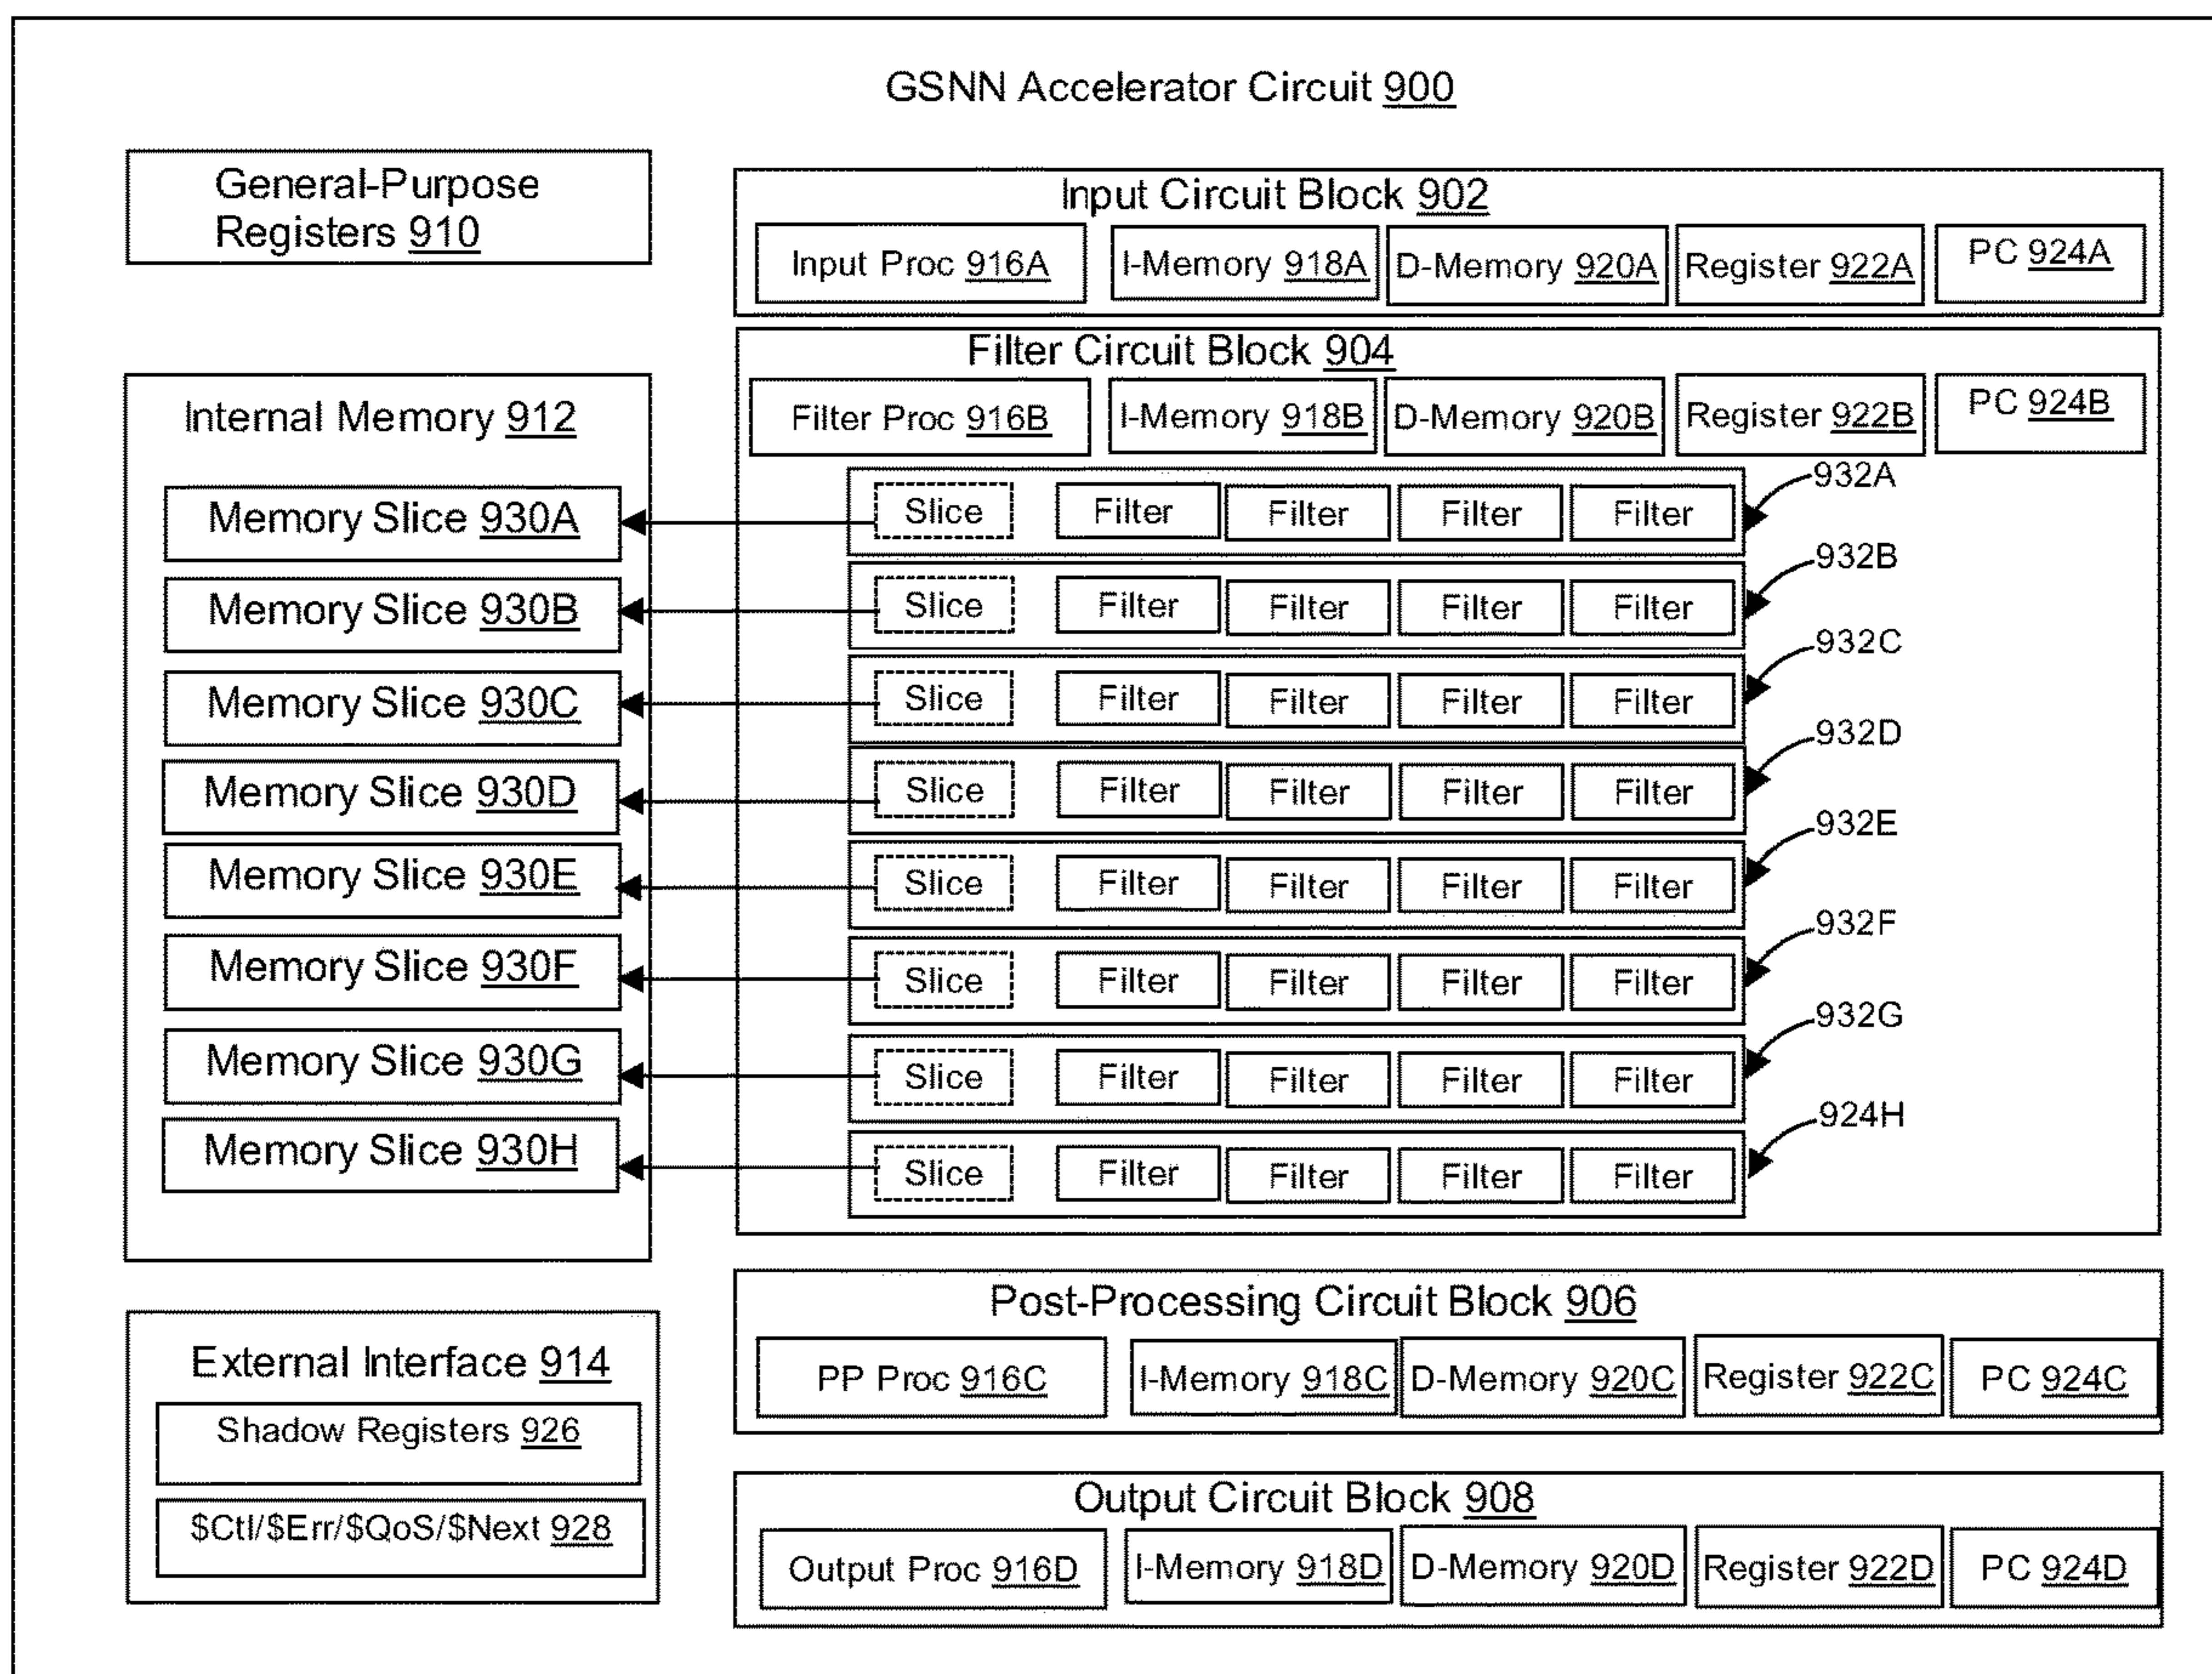 GSNN Accelerator Circuit 900
General-Purpose
Registers 910
Input Circuit Block 902
Input Proc 916A I-Memory 918A D-Memory 920A Register 922A PC 924A
Filter Circuit Block 904
Filter Proc 916B I-Memory 918B D-Memory 920B Register 922B PC 924B
Internal Memory 912
Memory Slice 930A
Memory Slice 930B
Memory Slice 930C
Memory Slice 930D
Memory Slice 930E
Memory Slice 930F
Memory Slice 930G
Memory Slice 930H
Slice Filter Filter Filter Filter 932A
Slice Filter Filter Filter Filter 932B
Slice Filter Filter Filter Filter 932C
Slice Filter Filter Filter Filter 932D
Slice Filter Filter Filter Filter 932E
Slice Filter Filter Filter Filter 932F
Slice Filter Filter Filter Filter 932G
Slice Filter Filter Filter Filter 924H
External Interface 914
Shadow Registers 926
$Ctl/$Err/$QoS/$Next 928
Post-Processing Circuit Block 906
PP Proc 916C I-Memory 918C D-Memory 920C Register 922C PC 924C
Output Circuit Block 908
Output Proc 916D I-Memory 918D D-Memory 920D Register 922D PC 924D